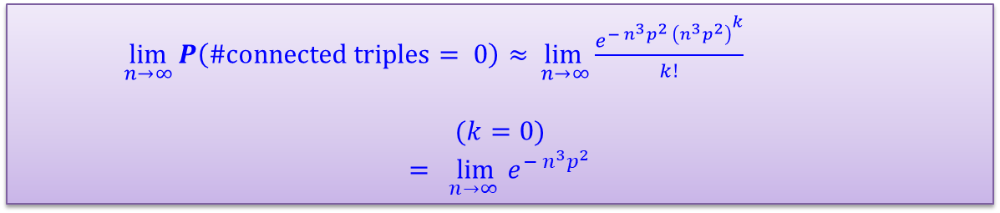 lim n→∞ 𝑷(#connected triples = 0) ≈ lim n→∞ e^{− n³p²} (n³p²)^k / k!
(k = 0)
= lim n→∞ e^{− n³p²}